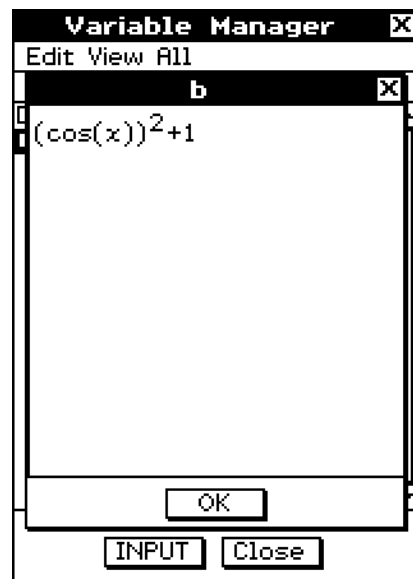 Variable Manager
Edit View All
b
(cos(x))²+1
OK
INPUT Close